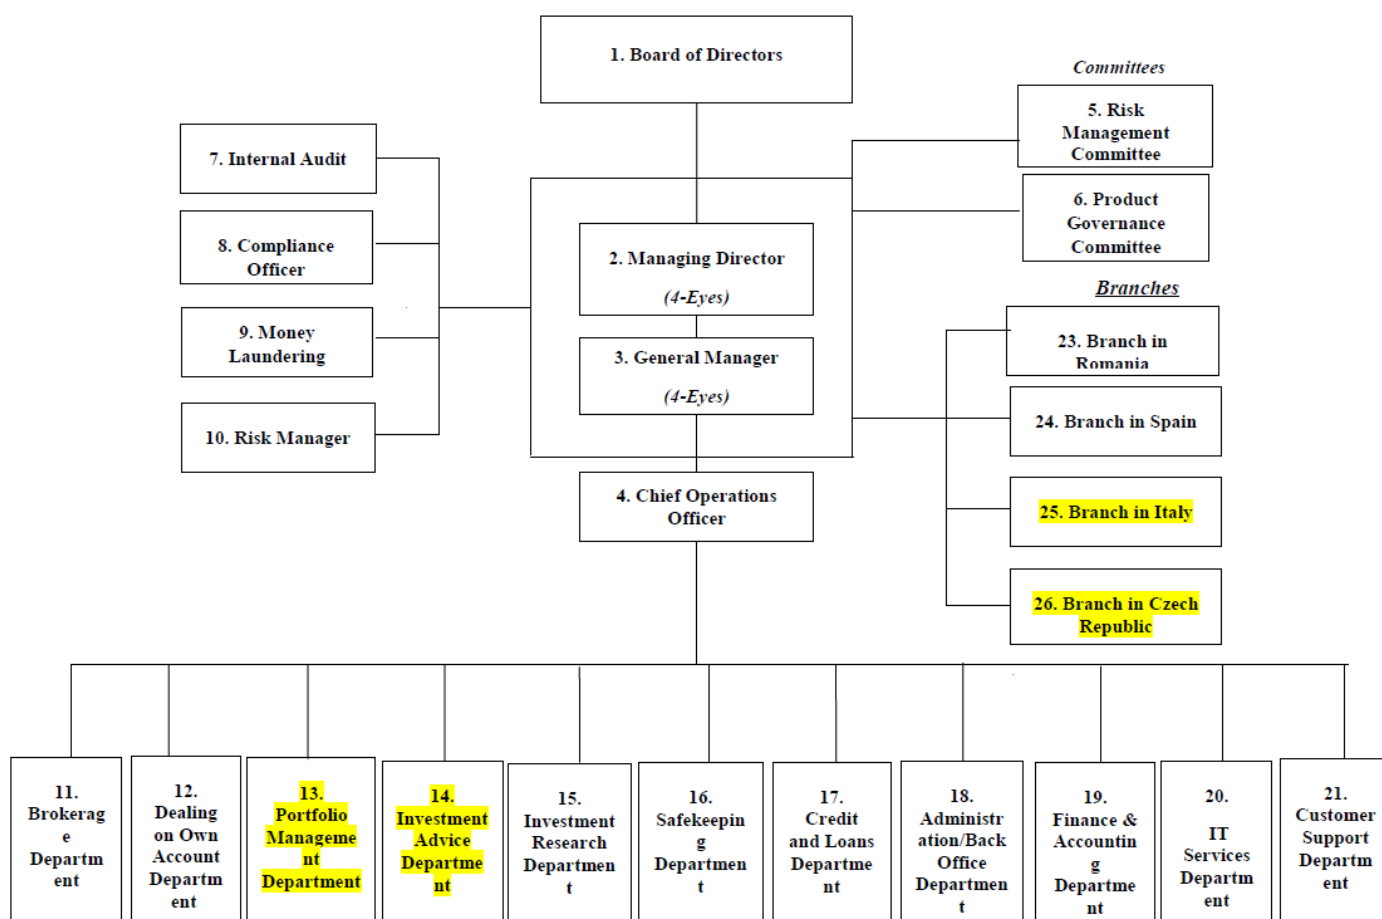 1. Board of Directors
Committees
5. Risk
Management
Committee
6. Product
Governance
Committee
7. Internal Audit
8. Compliance
Officer
9. Money
Laundering
10. Risk Manager
2. Managing Director
(4-Eyes)
3. General Manager
(4-Eyes)
4. Chief Operations
Officer
Branches
23. Branch in
Romania
24. Branch in Spain
25. Branch in Italy
26. Branch in Czech
Republic
11.
Brokerag
e
Departm
ent
12.
Dealing
on Own
Account
Departm
ent
13.
Portfolio
Manageme
nt
Department
14.
Investment
Advice
Departme
nt
15.
Investment
Research
Departmen
t
16.
Safekeepin
g
Departmen
t
17.
Credit
and Loans
Departme
nt
18.
Administr
ation/Back
Office
Departmen
t
19.
Finance &
Accountin
g
Departme
nt
20.
IT
Services
Departm
ent
21.
Customer
Support
Departm
ent